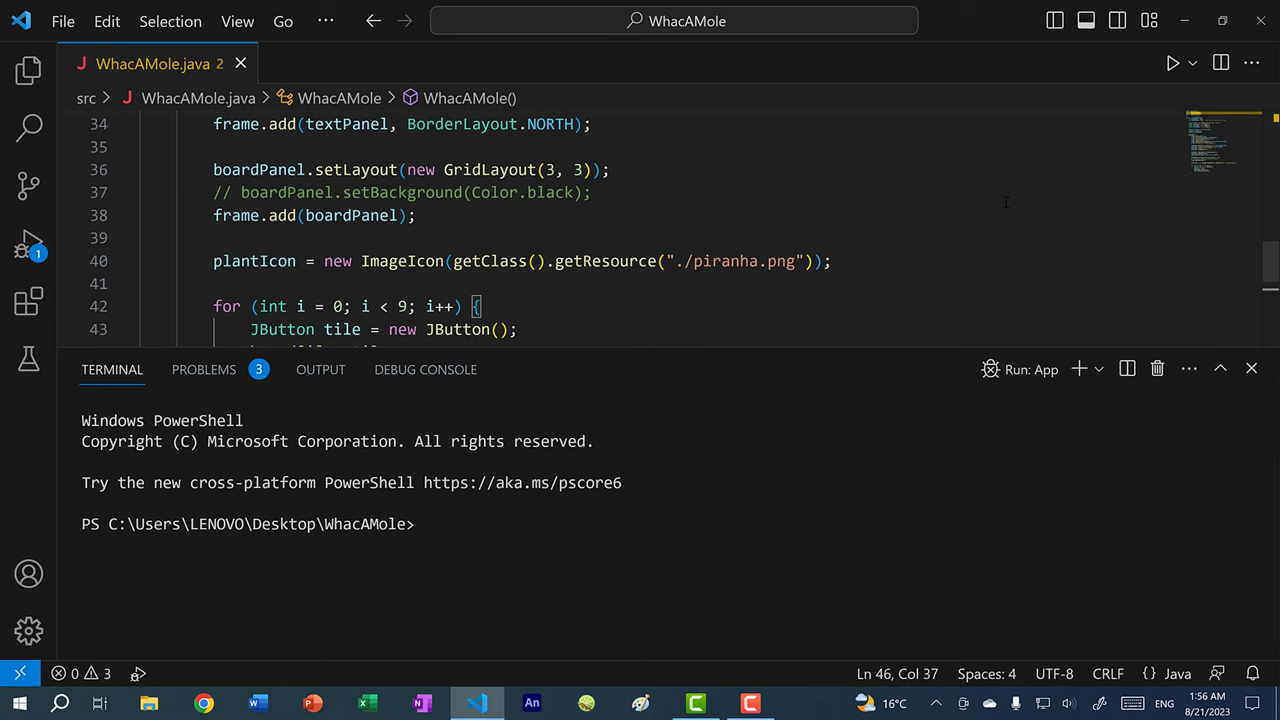 File Edit Selection View Go ··· WhacAMole
WhacAMole.java 2
src > WhacAMole.java > WhacAMole > WhacAMole()
34 frame.add(textPanel, BorderLayout.NORTH);
35
36 boardPanel.setLayout(new GridLayout(3, 3));
37 // boardPanel.setBackground(Color.black);
38 frame.add(boardPanel);
39
40 plantIcon = new ImageIcon(getClass().getResource("./piranha.png"));
41
42 for (int i = 0; i < 9; i++) {
43 JButton tile = new JButton();
1
TERMINAL PROBLEMS 3 OUTPUT DEBUG CONSOLE Run: App
Windows PowerShell
Copyright (C) Microsoft Corporation. All rights reserved.
Try the new cross-platform PowerShell https://aka.ms/pscore6
PS C:\Users\LENOVO\Desktop\WhacAMole>
0 3 Ln 46, Col 37 Spaces: 4 UTF-8 CRLF {} Java
16°C ENG 1:56 AM
8/21/2023